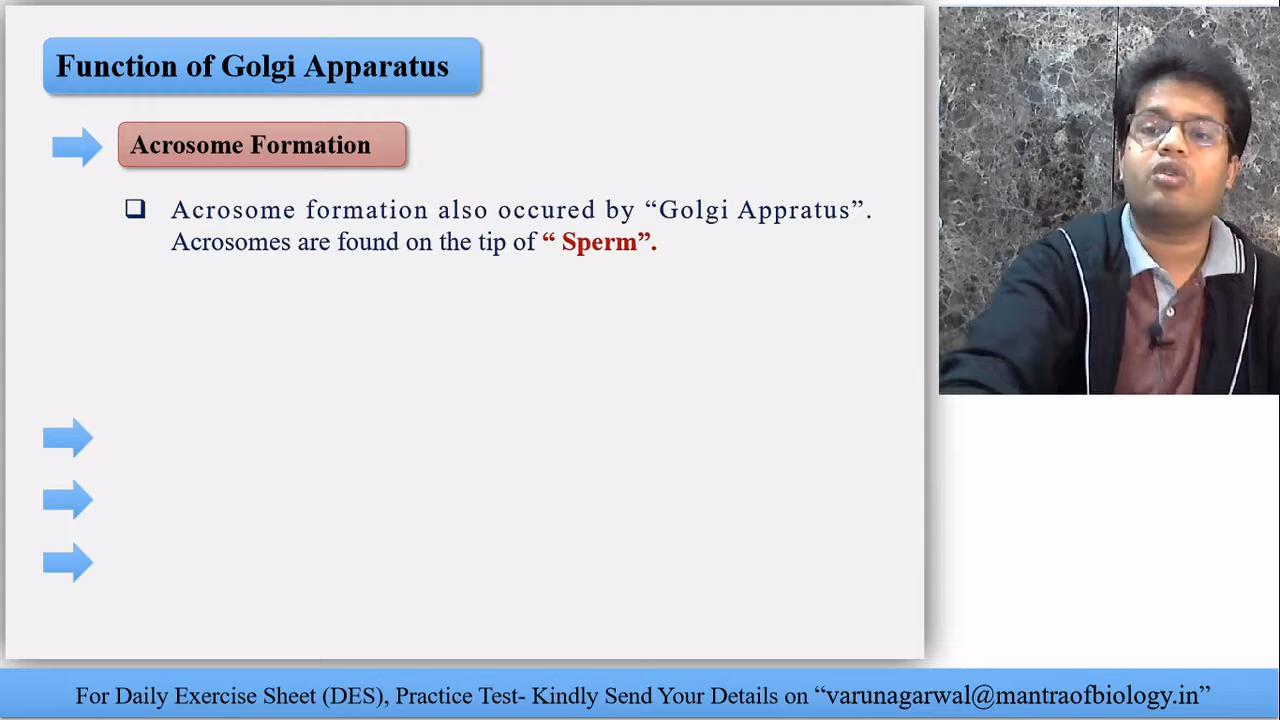 Function of Golgi Apparatus
Acrosome Formation
❑ Acrosome formation also occured by “Golgi Appratus”.
Acrosomes are found on the tip of “ Sperm”.
For Daily Exercise Sheet (DES), Practice Test- Kindly Send Your Details on “varunagarwal@mantraofbiology.in”